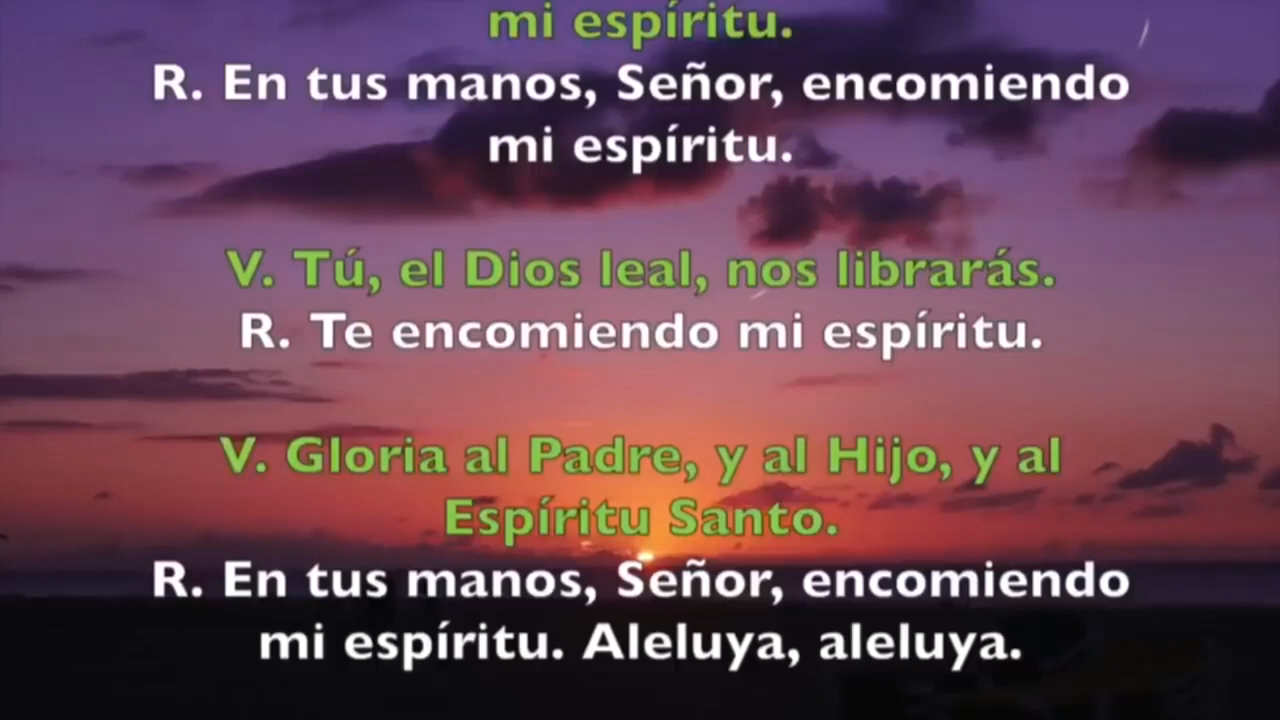 mi espíritu.
R. En tus manos, Señor, encomiendo
mi espíritu.
V. Tú, el Dios leal, nos librarás.
R. Te encomiendo mi espíritu.
V. Gloria al Padre, y al Hijo, y al
Espíritu Santo.
R. En tus manos, Señor, encomiendo
mi espíritu. Aleluya, aleluya.